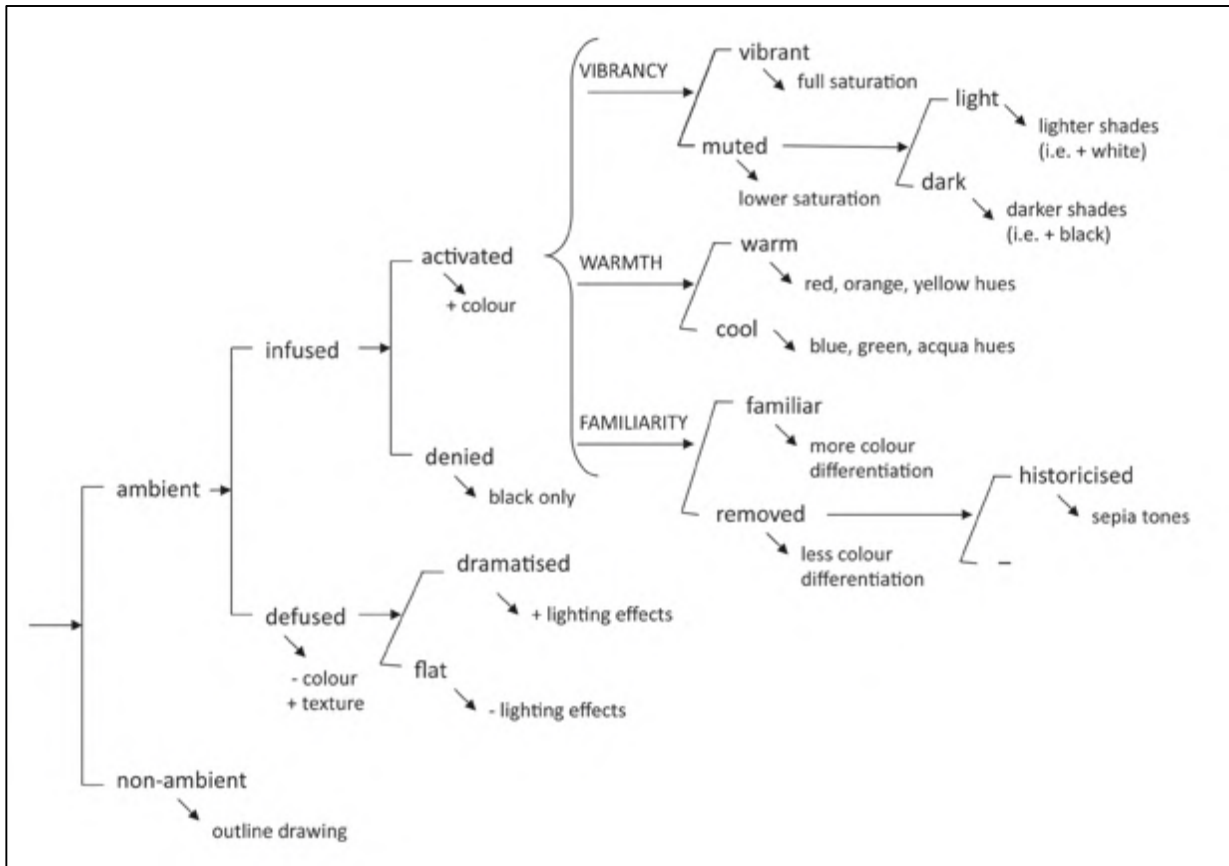 VIBRANCY
vibrant
full saturation
muted
lower saturation
light
lighter shades
(i.e. + white)
dark
darker shades
(i.e. + black)
activated
+ colour
WARMTH
warm
red, orange, yellow hues
cool
blue, green, acqua hues
infused
FAMILIARITY
familiar
more colour
differentiation
removed
less colour
differentiation
historicised
sepia tones
–
denied
black only
ambient
dramatised
+ lighting effects
defused
- colour
+ texture
flat
- lighting effects
non-ambient
outline drawing